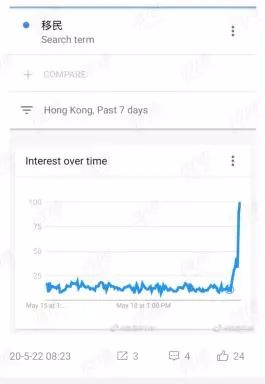 移民
Search term
COMPARE
Hong Kong, Past 7 days
Interest over time
100
75
50
25
May 15 at 1:...
May 18 at 1:00 PM
20-5-22 08:23
3
4
24